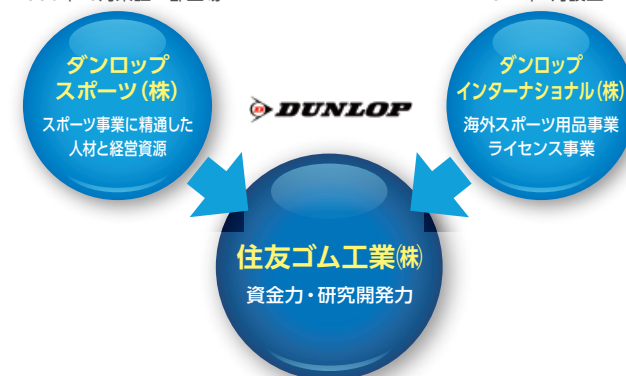 ダンロップ
スポーツ(株)
スポーツ事業に精通した
人材と経営資源
DUNLOP
ダンロップ
インターナショナル(株)
海外スポーツ用品事業
ライセンス事業
住友ゴム工業㈱
資金力・研究開発力